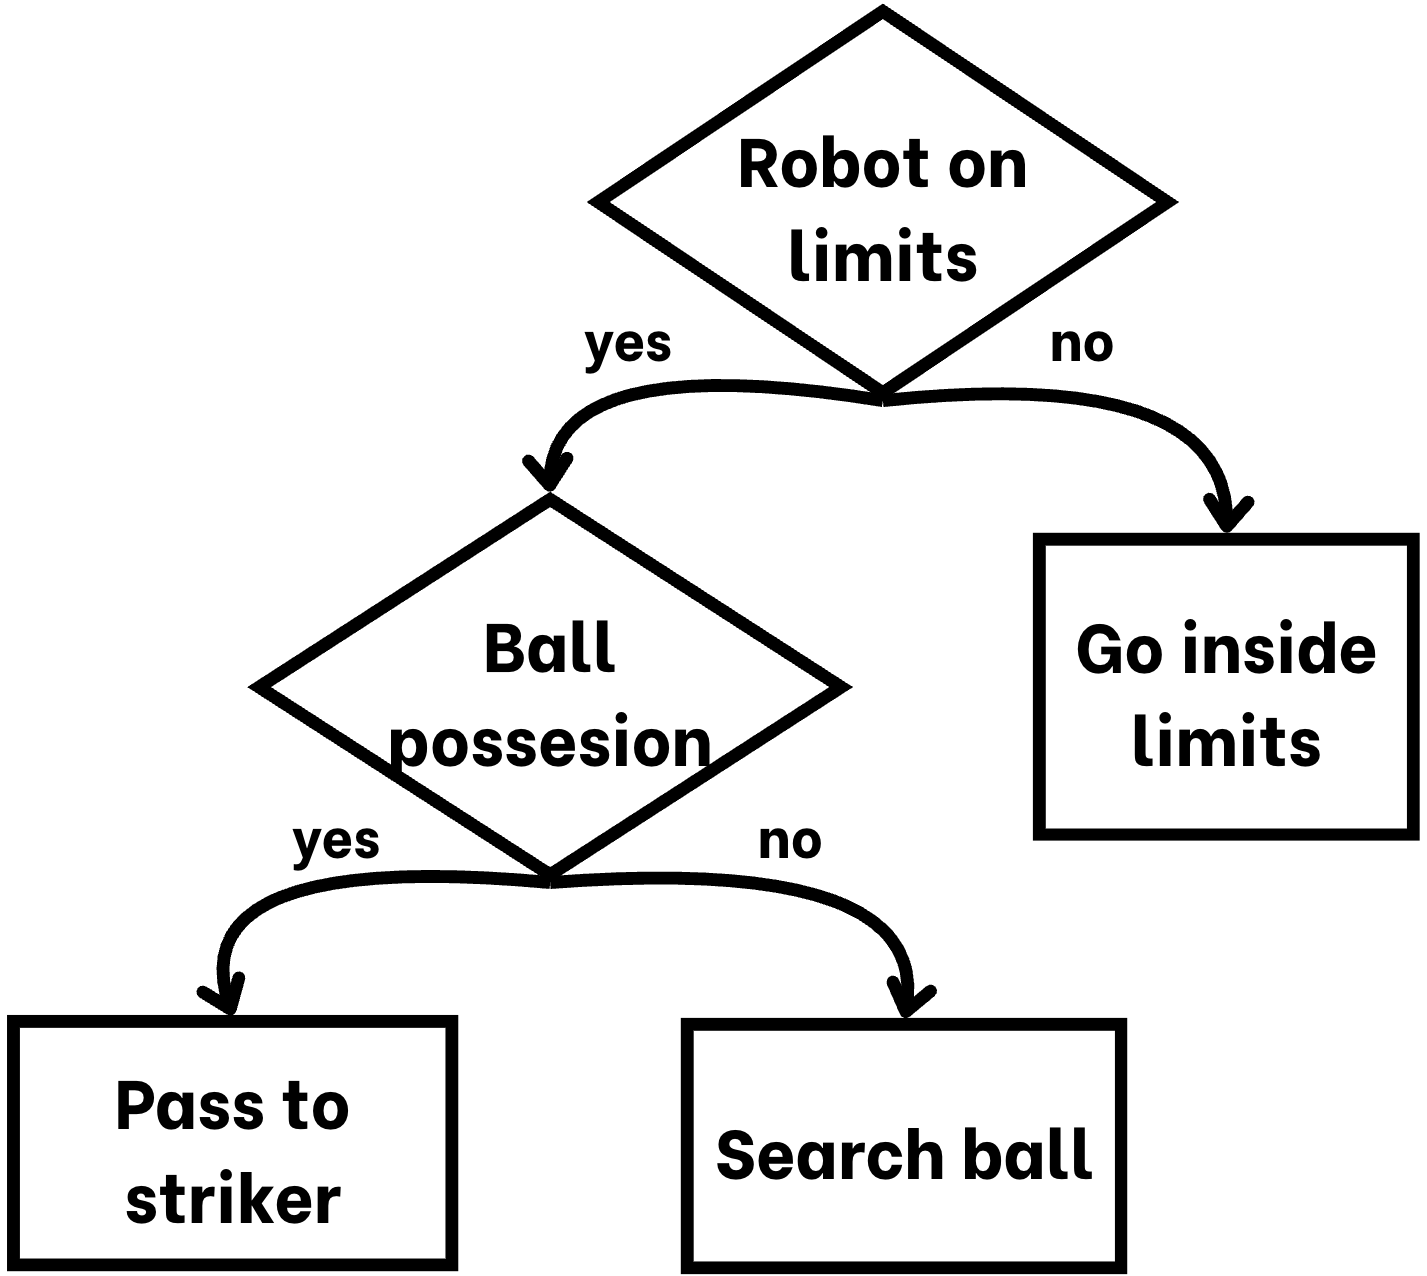 Robot on
limits
yes
no
Ball
possesion
Go inside
limits
yes
no
Pass to
striker
Search ball